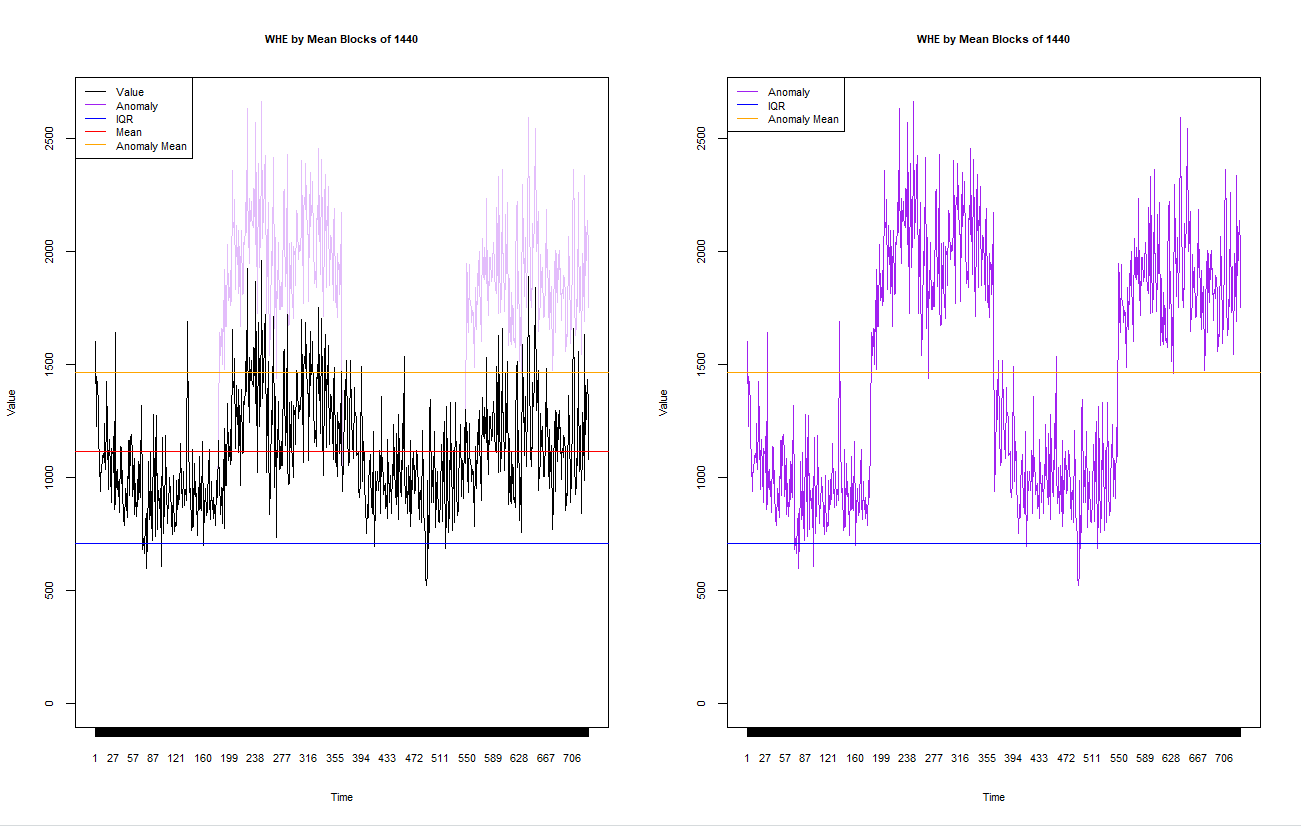 WHE by Mean Blocks of 1440
Value
Anomaly
IQR
Mean
Anomaly Mean
Value
2500
2000
1500
1000
500
0
1 27 57 87 121 160 199 238 277 316 355 394 433 472 511 550 589 628 667 706
Time
WHE by Mean Blocks of 1440
Anomaly
IQR
Anomaly Mean
Value
2500
2000
1500
1000
500
0
1 27 57 87 121 160 199 238 277 316 355 394 433 472 511 550 589 628 667 706
Time